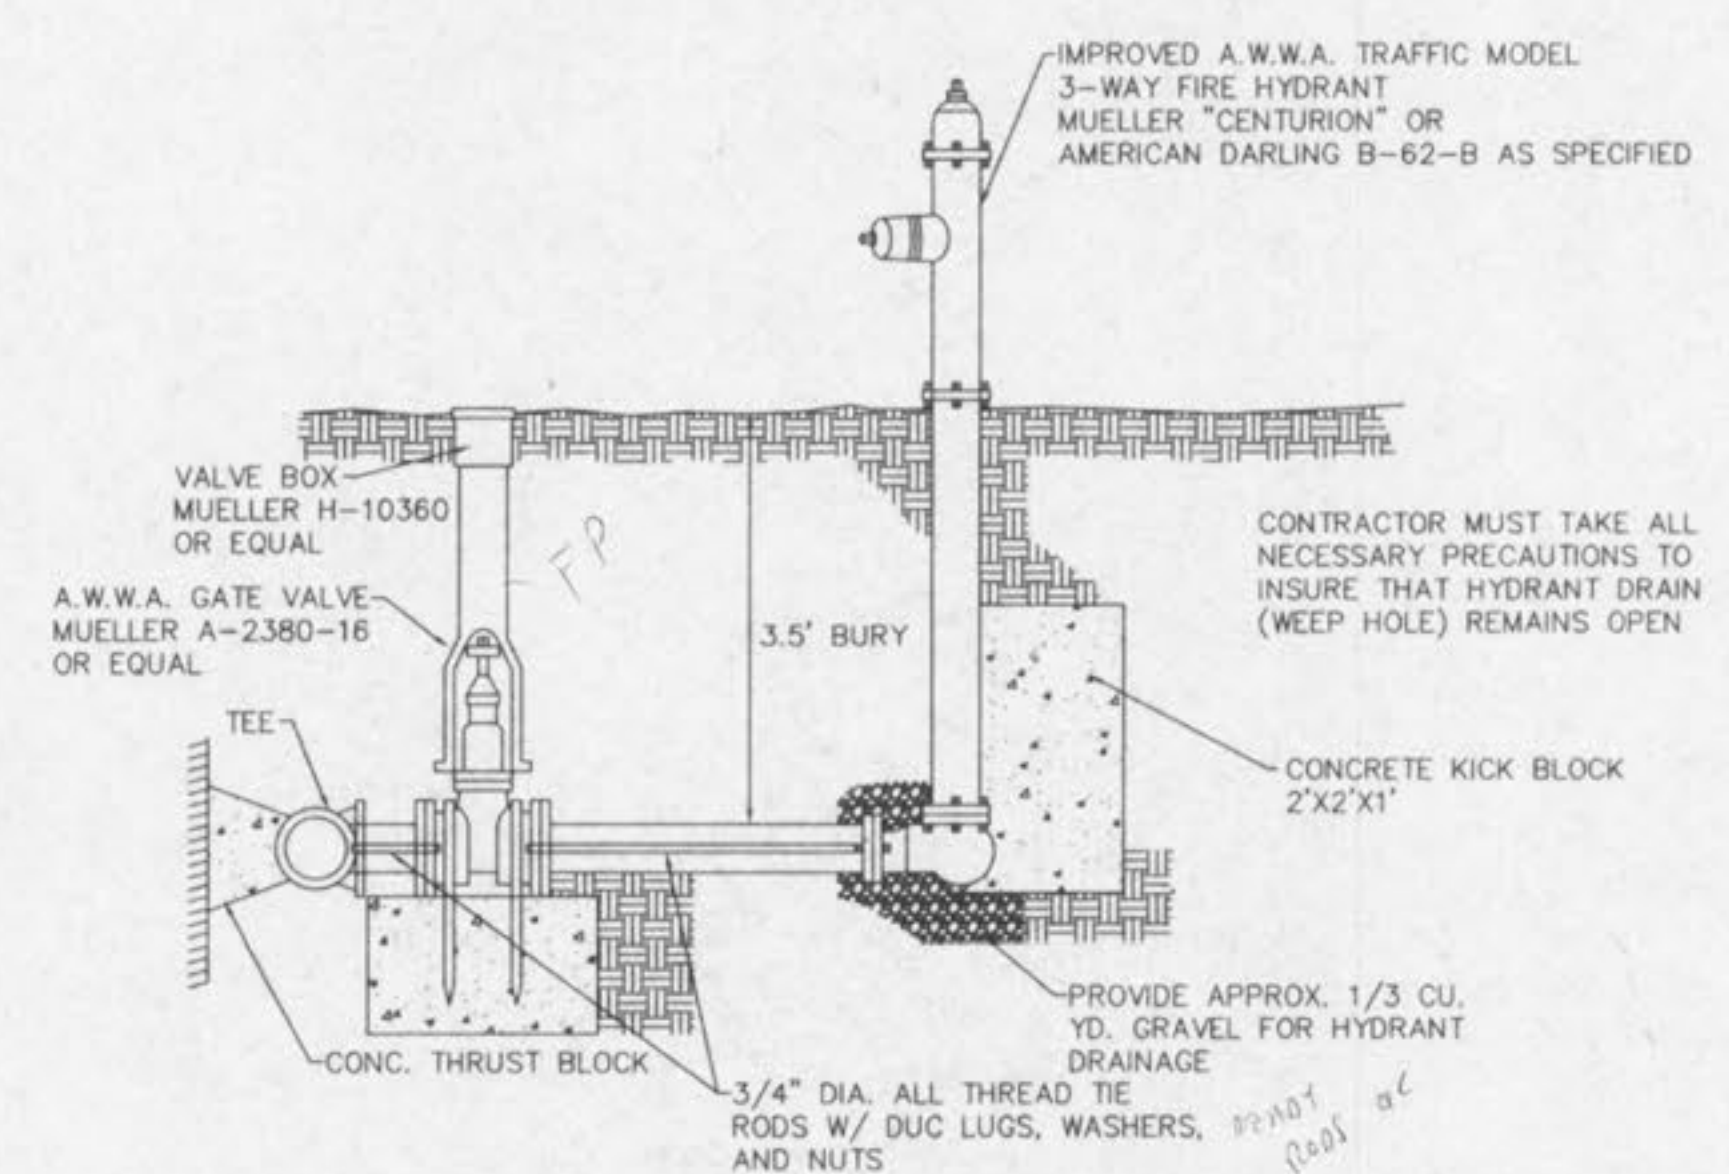 IMPROVED A.W.W.A. TRAFFIC MODEL
3-WAY FIRE HYDRANT
MUELLER "CENTURION" OR
AMERICAN DARLING B-62-B AS SPECIFIED
VALVE BOX
MUELLER H-10360
OR EQUAL
FP
A.W.W.A. GATE VALVE
MUELLER A-2380-16
OR EQUAL
3.5' BURY
CONTRACTOR MUST TAKE ALL
NECESSARY PRECAUTIONS TO
INSURE THAT HYDRANT DRAIN
(WEEP HOLE) REMAINS OPEN
TEE
CONCRETE KICK BLOCK
2'X2'X1'
PROVIDE APPROX. 1/3 CU.
YD. GRAVEL FOR HYDRANT
DRAINAGE
CONC. THRUST BLOCK
3/4" DIA. ALL THREAD TIE
RODS W/ DUC LUGS, WASHERS,
AND NUTS
RODS